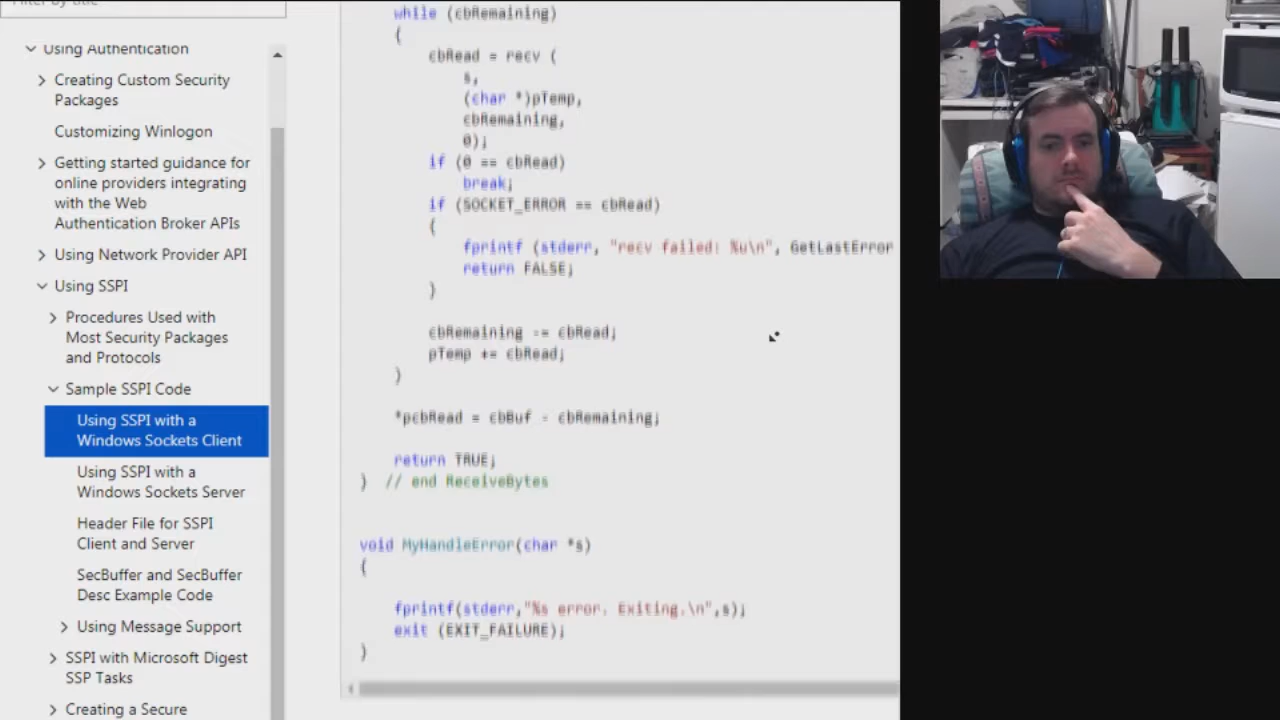 Filter by title
Using Authentication
Creating Custom Security
Packages
Customizing Winlogon
Getting started guidance for
online providers integrating
with the Web
Authentication Broker APIs
Using Network Provider API
Using SSPI
Procedures Used with
Most Security Packages
and Protocols
Sample SSPI Code
Using SSPI with a
Windows Sockets Client
Using SSPI with a
Windows Sockets Server
Header File for SSPI
Client and Server
SecBuffer and SecBuffer
Desc Example Code
Using Message Support
SSPI with Microsoft Digest
SSP Tasks
Creating a Secure
while (cbRemaining)
{
cbRead = recv (
s,
(char *)pTemp,
cbRemaining,
0);
if (0 == cbRead)
break;
if (SOCKET_ERROR == cbRead)
{
fprintf (stderr, "recv failed: %u\n", GetLastError
return FALSE;
}
cbRemaining -= cbRead;
pTemp += cbRead;
}
*pcbRead = cbBuf - cbRemaining;
return TRUE;
} // end ReceiveBytes
void MyHandleError(char *s)
{
fprintf(stderr,"%s error. Exiting.\n",s);
exit (EXIT_FAILURE);
}